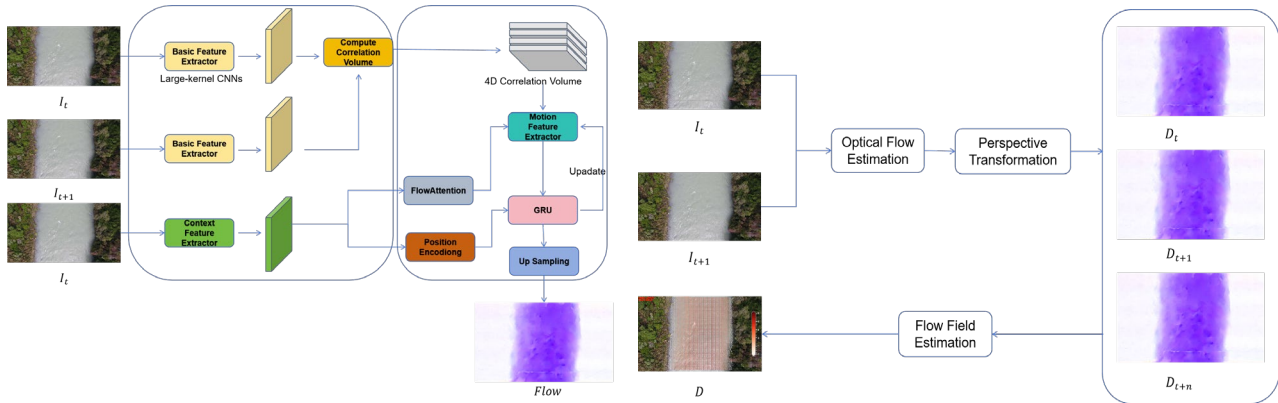 Basic Feature
Extractor
Large-kernel CNNs
Compute
Correlation
Volume
4D Correlation Volume
I_t
Basic Feature
Extractor
Motion
Feature
Extractor
I_{t+1}
Upadate
FlowAttention
GRU
Context
Feature
Extractor
Position
Encodiong
Up Sampling
I_t
Flow
I_t
Optical Flow
Estimation
Perspective
Transformation
I_{t+1}
D_t
D_{t+1}
D_{t+n}
Flow Field
Estimation
D